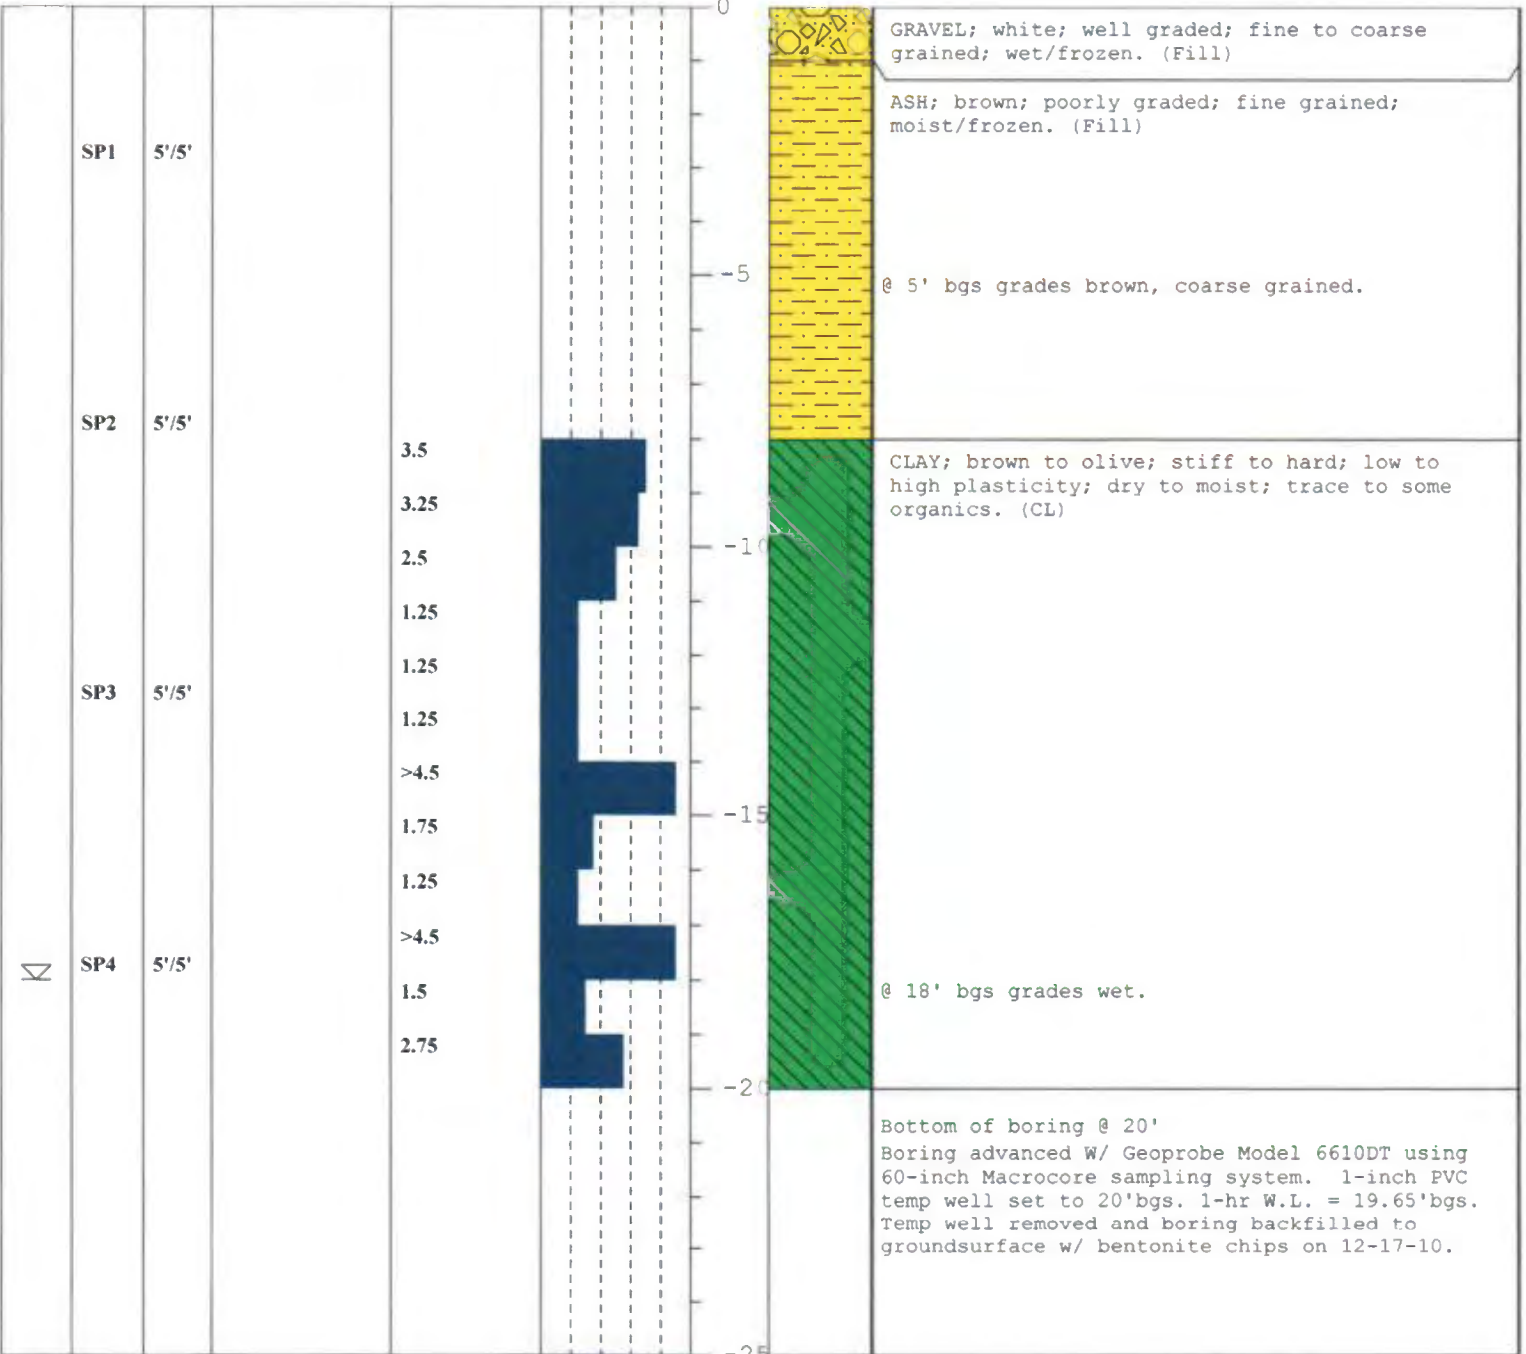 0
GRAVEL; white; well graded; fine to coarse
grained; wet/frozen. (Fill)
ASH; brown; poorly graded; fine grained;
moist/frozen. (Fill)
SP1 5'/5'
-5
@ 5' bgs grades brown, coarse grained.
SP2 5'/5'
3.5
CLAY; brown to olive; stiff to hard; low to
high plasticity; dry to moist; trace to some
organics. (CL)
3.25
-10
2.5
1.25
1.25
SP3 5'/5'
1.25
>4.5
-15
1.75
1.25
>4.5
SP4 5'/5'
1.5
@ 18' bgs grades wet.
2.75
-20
Bottom of boring @ 20'
Boring advanced W/ Geoprobe Model 6610DT using
60-inch Macrocore sampling system. 1-inch PVC
temp well set to 20'bgs. 1-hr W.L. = 19.65'bgs.
Temp well removed and boring backfilled to
groundsurface w/ bentonite chips on 12-17-10.
-25